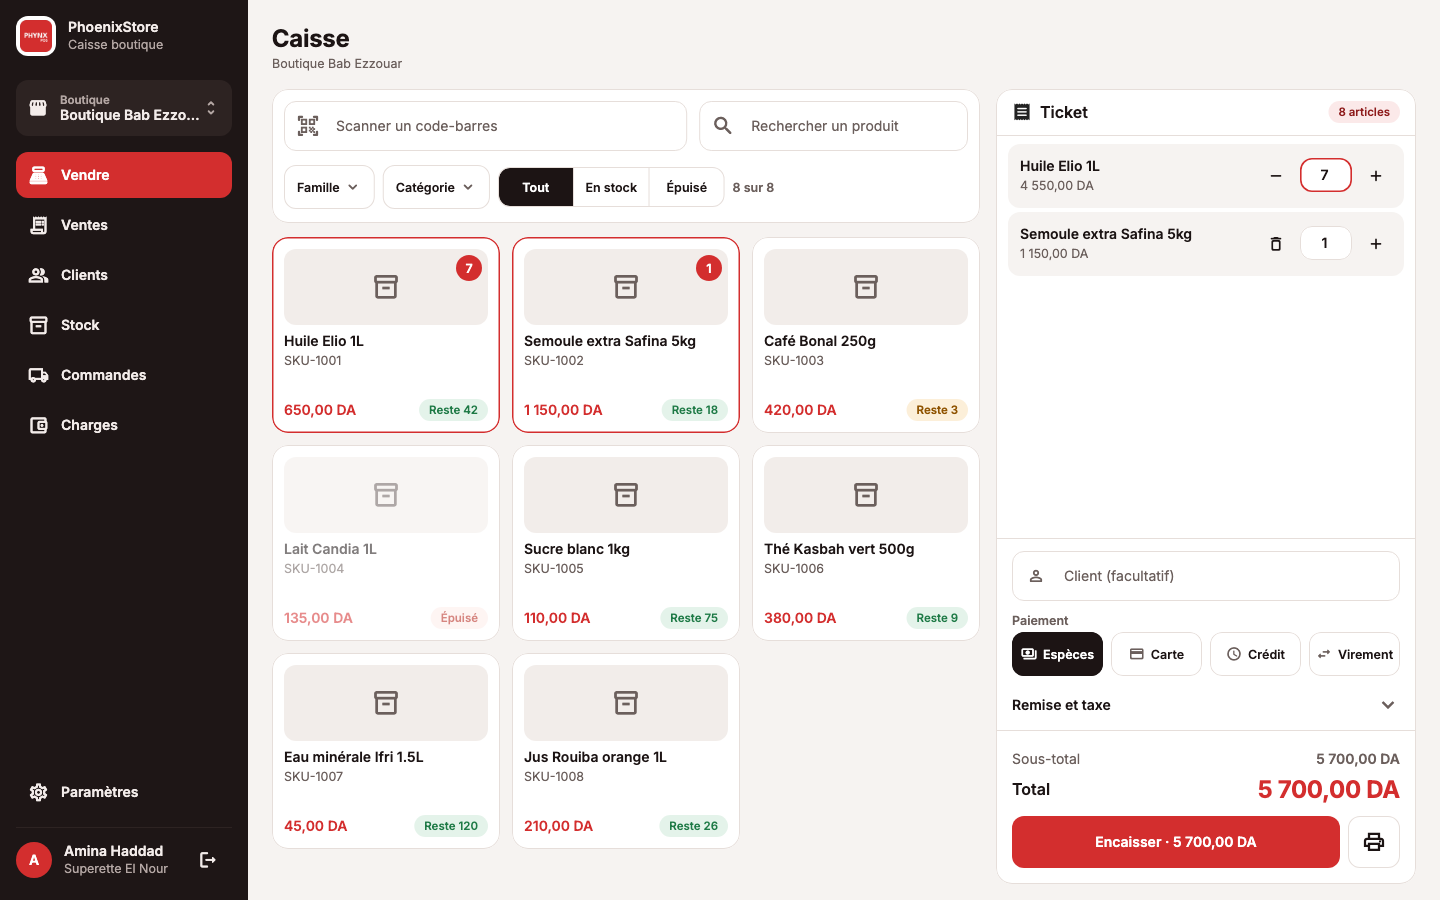 PHYNX
POS
PhoenixStore
Caisse boutique
Boutique
Boutique Bab Ezzo...
Vendre
Ventes
Clients
Stock
Commandes
Charges
Paramètres
A
Amina Haddad
Superette El Nour
Caisse
Boutique Bab Ezzouar
Scanner un code-barres
Rechercher un produit
Famille
Catégorie
Tout
En stock
Épuisé
8 sur 8
7
Huile Elio 1L
SKU-1001
650,00 DA
Reste 42
1
Semoule extra Safina 5kg
SKU-1002
1 150,00 DA
Reste 18
Café Bonal 250g
SKU-1003
420,00 DA
Reste 3
Lait Candia 1L
SKU-1004
135,00 DA
Épuisé
Sucre blanc 1kg
SKU-1005
110,00 DA
Reste 75
Thé Kasbah vert 500g
SKU-1006
380,00 DA
Reste 9
Eau minérale Ifri 1.5L
SKU-1007
45,00 DA
Reste 120
Jus Rouiba orange 1L
SKU-1008
210,00 DA
Reste 26
Ticket
8 articles
Huile Elio 1L
4 550,00 DA
7
Semoule extra Safina 5kg
1 150,00 DA
1
Client (facultatif)
Paiement
Espèces
Carte
Crédit
Virement
Remise et taxe
Sous-total
5 700,00 DA
Total
5 700,00 DA
Encaisser · 5 700,00 DA